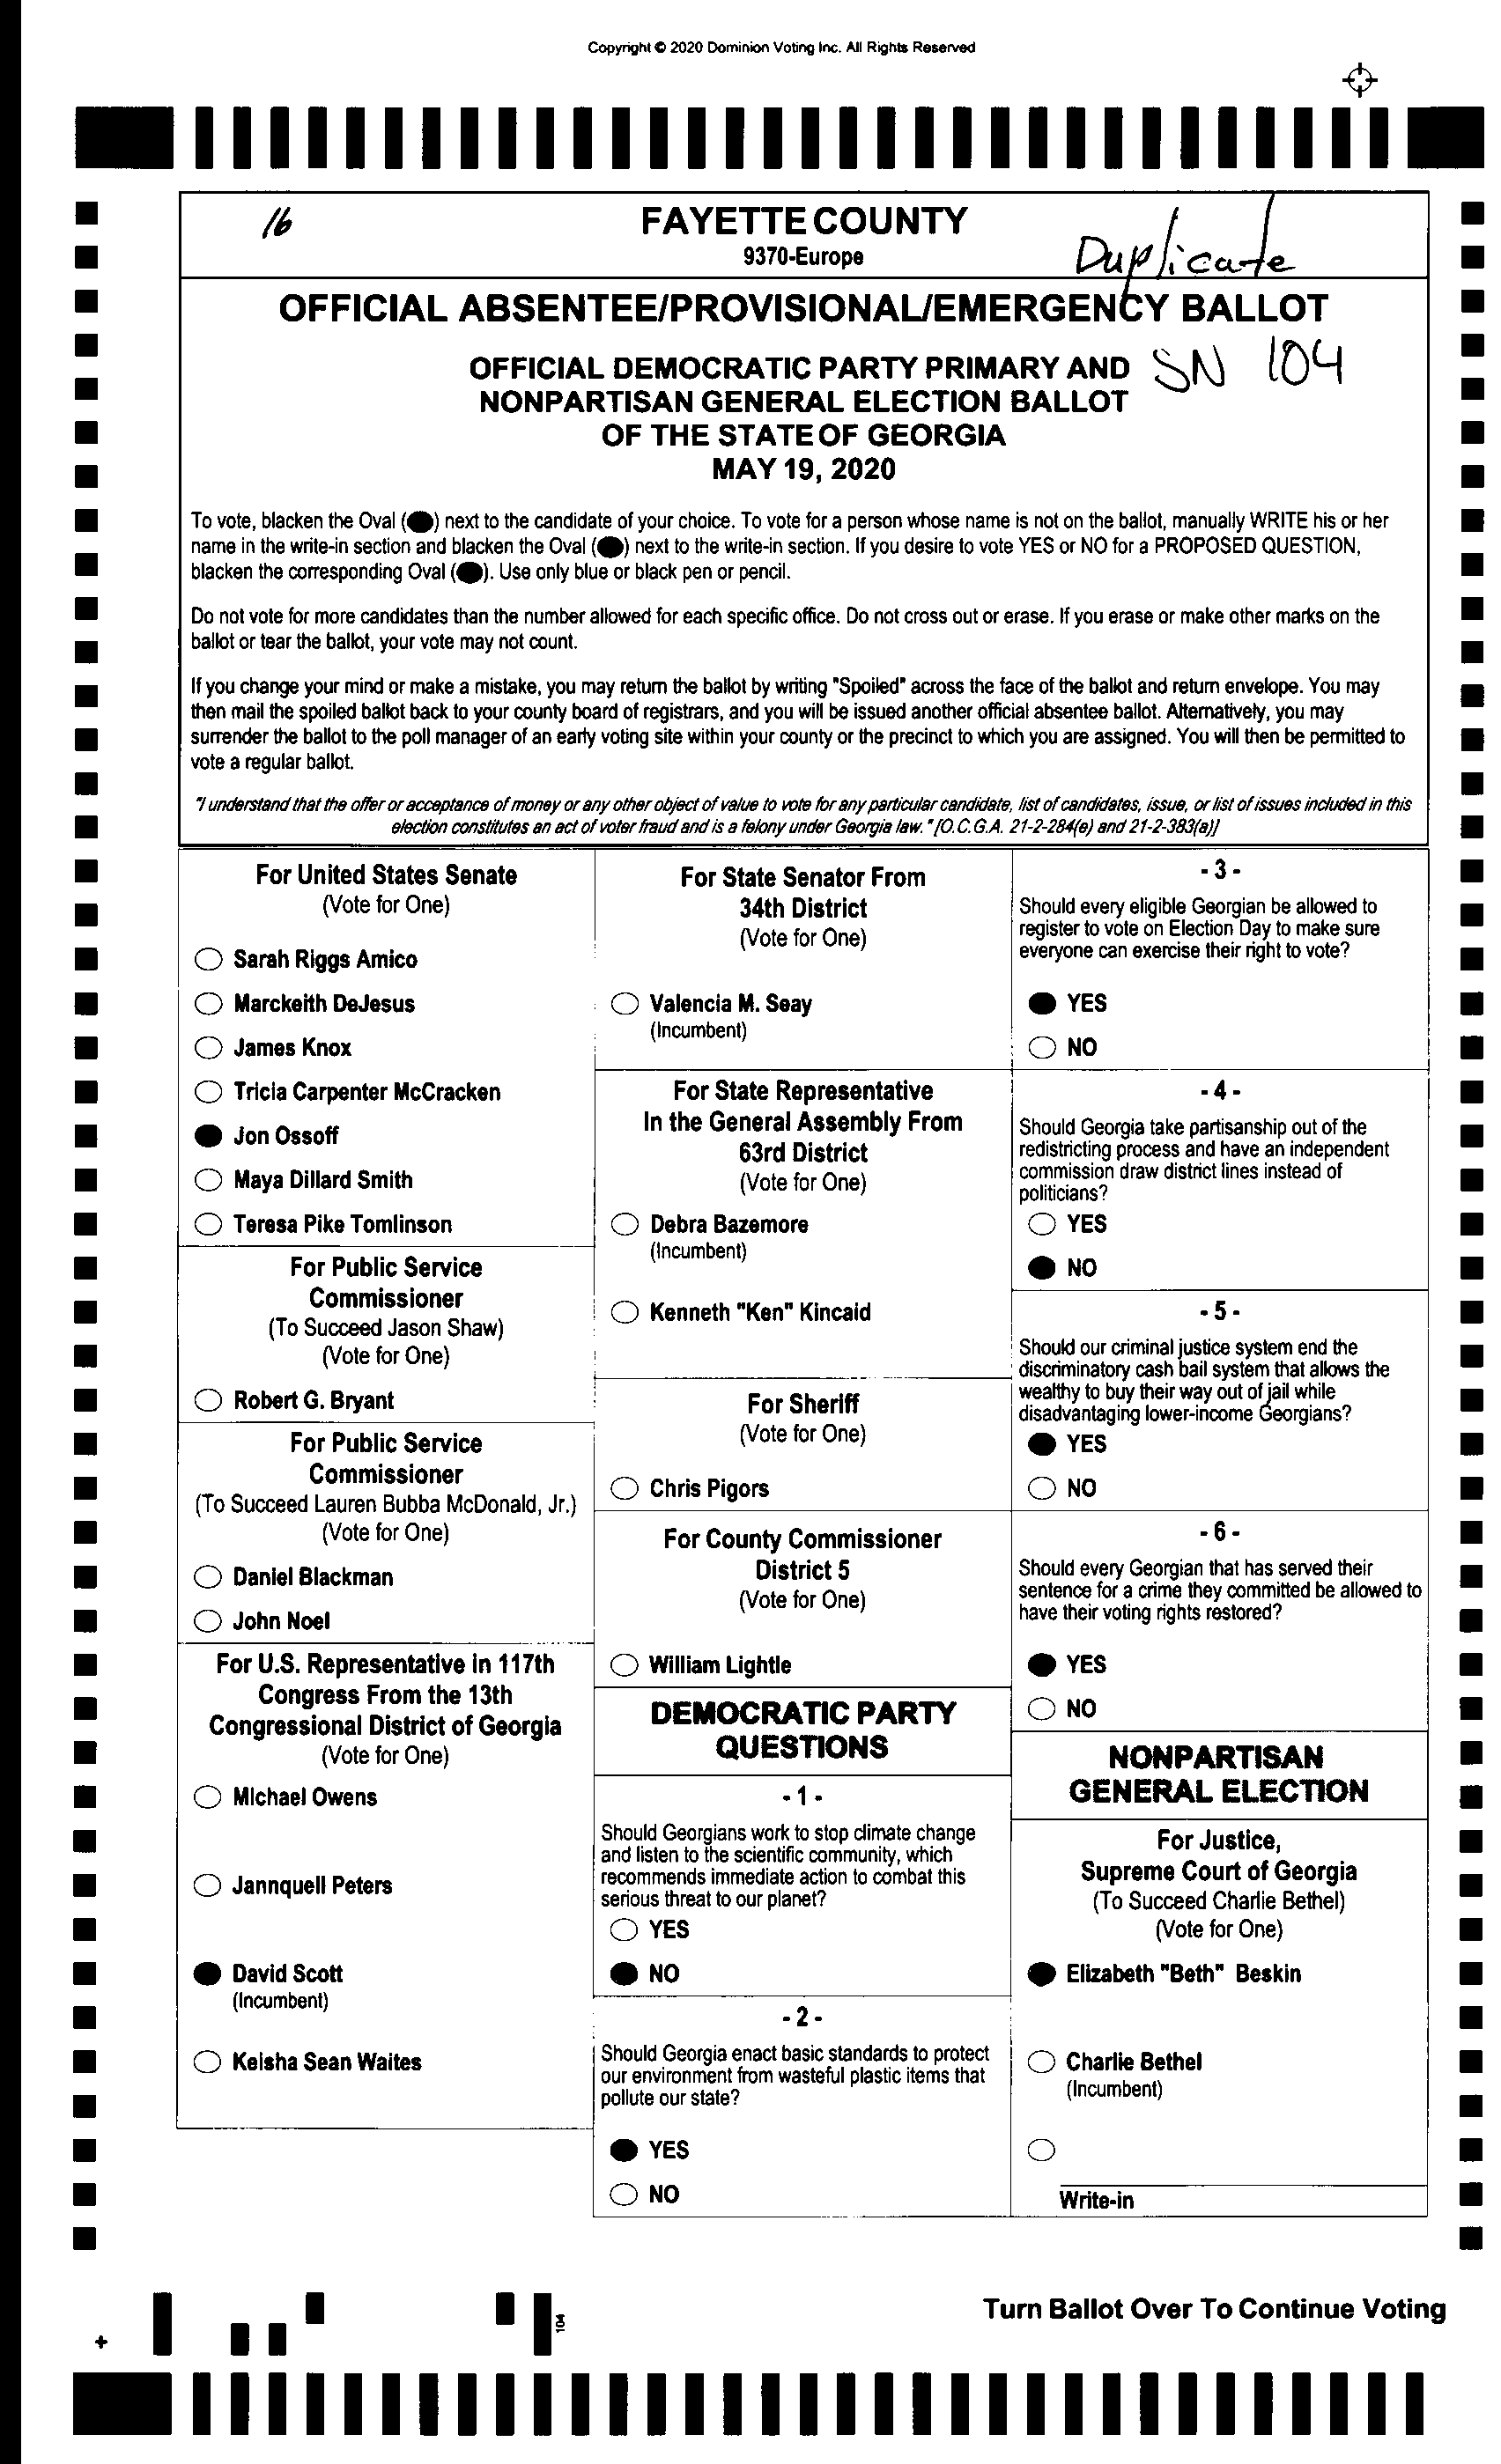 Copyright © 2020 Dominion Voting Inc. All Rights Reserved
16
FAYETTE COUNTY
9370-Europe
Duplicate
OFFICIAL ABSENTEE/PROVISIONAL/EMERGENCY BALLOT
OFFICIAL DEMOCRATIC PARTY PRIMARY AND
SN 104
NONPARTISAN GENERAL ELECTION BALLOT
OF THE STATE OF GEORGIA
MAY 19, 2020
To vote, blacken the Oval ( ) next to the candidate of your choice. To vote for a person whose name is not on the ballot, manually WRITE his or her
name in the write-in section and blacken the Oval ( ) next to the write-in section. If you desire to vote YES or NO for a PROPOSED QUESTION,
blacken the corresponding Oval ( ). Use only blue or black pen or pencil.
Do not vote for more candidates than the number allowed for each specific office. Do not cross out or erase. If you erase or make other marks on the
ballot or tear the ballot, your vote may not count.
If you change your mind or make a mistake, you may return the ballot by writing "Spoiled" across the face of the ballot and return envelope. You may
then mail the spoiled ballot back to your county board of registrars, and you will be issued another official absentee ballot. Alternatively, you may
surrender the ballot to the poll manager of an early voting site within your county or the precinct to which you are assigned. You will then be permitted to
vote a regular ballot.
"I understand that the offer or acceptance of money or any other object of value to vote for any particular candidate, list of candidates, issue, or list of issues included in this
election constitutes an act of voter fraud and is a felony under Georgia law." [O.C.G.A. 21-2-284(e) and 21-2-383(a)]
For United States Senate
(Vote for One)
Sarah Riggs Amico
Marckeith DeJesus
James Knox
Tricia Carpenter McCracken
Jon Ossoff
Maya Dillard Smith
Teresa Pike Tomlinson
For Public Service
Commissioner
(To Succeed Jason Shaw)
(Vote for One)
Robert G. Bryant
For Public Service
Commissioner
(To Succeed Lauren Bubba McDonald, Jr.)
(Vote for One)
Daniel Blackman
John Noel
For U.S. Representative in 117th
Congress From the 13th
Congressional District of Georgia
(Vote for One)
Michael Owens
Jannquell Peters
David Scott
(Incumbent)
Keisha Sean Waites
For State Senator From
34th District
(Vote for One)
Valencia M. Seay
(Incumbent)
For State Representative
In the General Assembly From
63rd District
(Vote for One)
Debra Bazemore
(Incumbent)
Kenneth "Ken" Kincaid
For Sheriff
(Vote for One)
Chris Pigors
For County Commissioner
District 5
(Vote for One)
William Lightle
DEMOCRATIC PARTY
QUESTIONS
- 1 -
Should Georgians work to stop climate change
and listen to the scientific community, which
recommends immediate action to combat this
serious threat to our planet?
YES
NO
- 2 -
Should Georgia enact basic standards to protect
our environment from wasteful plastic items that
pollute our state?
YES
NO
- 3 -
Should every eligible Georgian be allowed to
register to vote on Election Day to make sure
everyone can exercise their right to vote?
YES
NO
- 4 -
Should Georgia take partisanship out of the
redistricting process and have an independent
commission draw district lines instead of
politicians?
YES
NO
- 5 -
Should our criminal justice system end the
discriminatory cash bail system that allows the
wealthy to buy their way out of jail while
disadvantaging lower-income Georgians?
YES
NO
- 6 -
Should every Georgian that has served their
sentence for a crime they committed be allowed to
have their voting rights restored?
YES
NO
NONPARTISAN
GENERAL ELECTION
For Justice,
Supreme Court of Georgia
(To Succeed Charlie Bethel)
(Vote for One)
Elizabeth "Beth" Beskin
Charlie Bethel
(Incumbent)
Write-in
Turn Ballot Over To Continue Voting
104